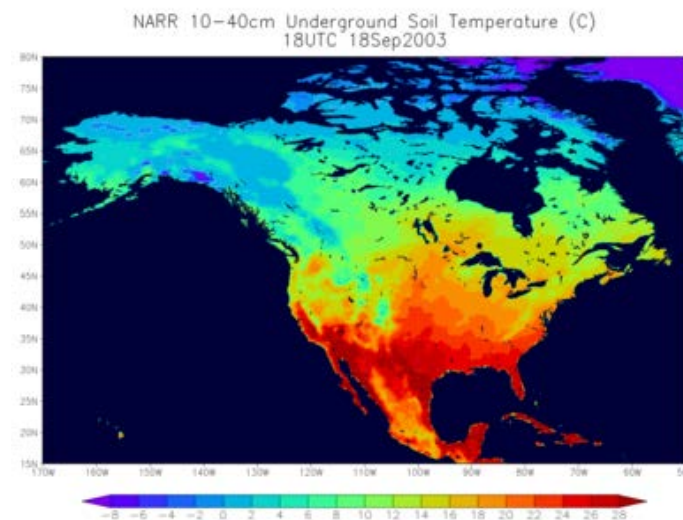 NARR 10-40cm Underground Soil Temperature (C)
18UTC 18Sep2003
80N
75N
70N
65N
60N
55N
50N
45N
40N
35N
30N
25N
20N
15N
170W 160W 150W 140W 130W 120W 110W 100W 90W 80W 70W 60W
-8 -6 -4 -2 0 2 4 6 8 10 12 14 16 18 20 22 24 26 28